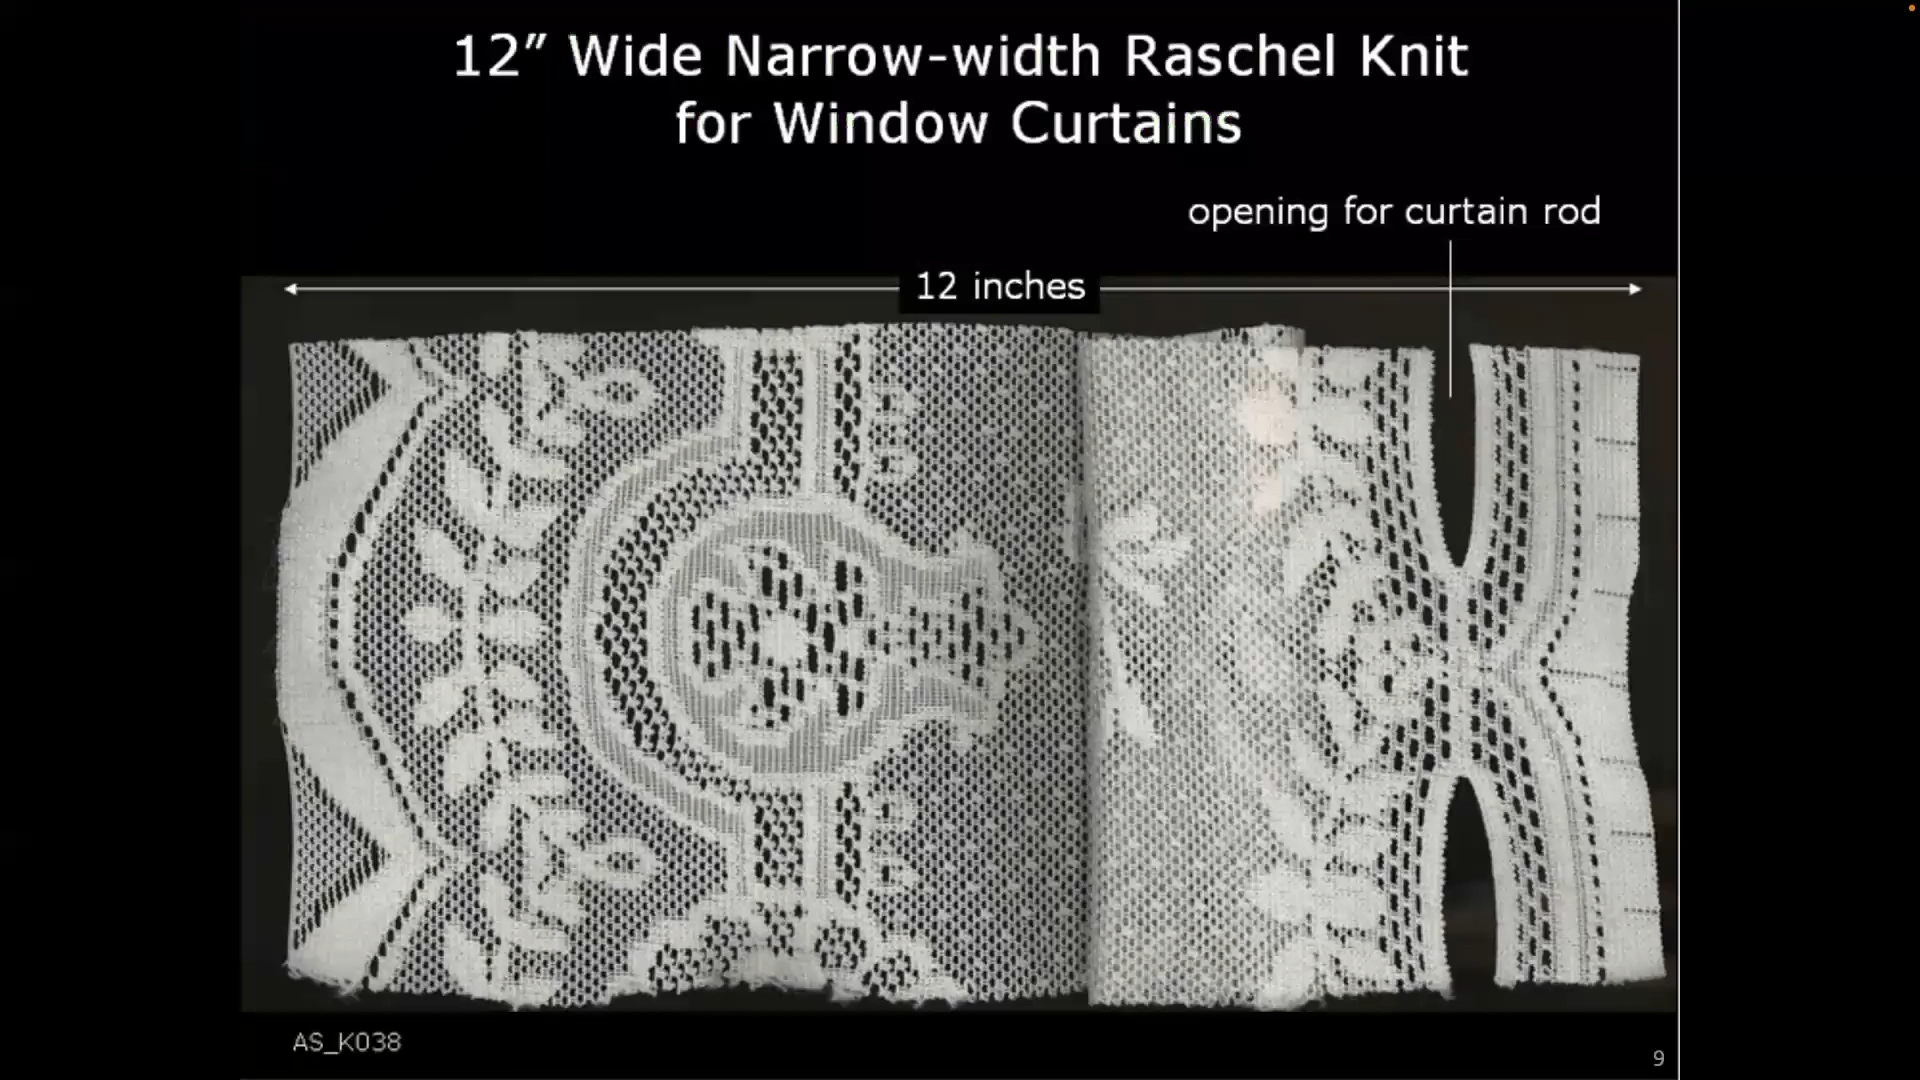 12” Wide Narrow-width Raschel Knit
for Window Curtains
opening for curtain rod
12 inches
AS_K038
9